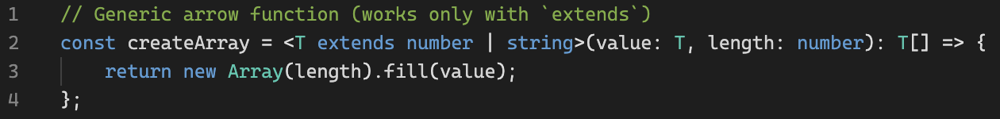 1 // Generic arrow function (works only with `extends`)
2 const createArray = <T extends number | string>(value: T, length: number): T[] => {
3 return new Array(length).fill(value);
4 };